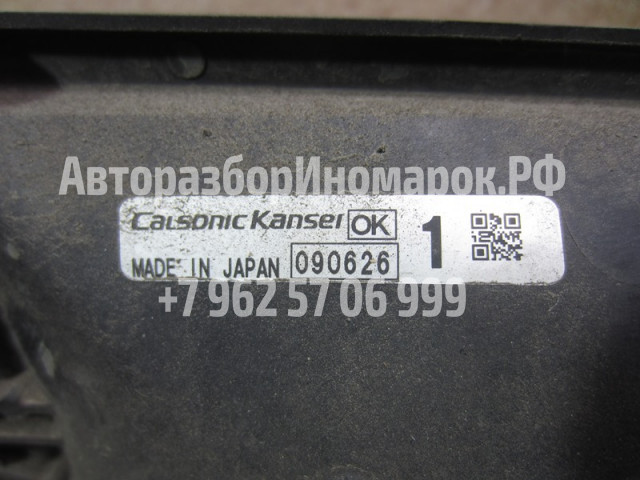 АвторазборИномарок.РФ
Calsonic Kansei OK 1
MADE IN JAPAN 090626
+7 962 57 06 999